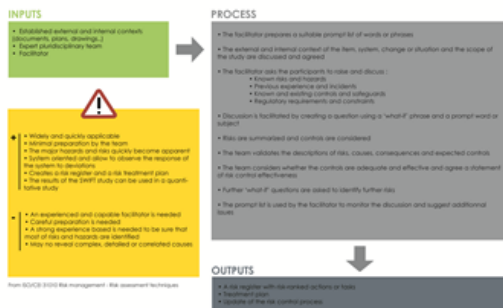 INPUTS
• Established external and internal contexts
(documents, plans, drawings..)
• Expert pluridisciplinary team
• Facilitator
+
• Widely and quickly applicable
• Minimal preparation by the team
• The major hazards and risks quickly become apparent
• System oriented and allow to observe the response of
the system to deviations
• Creates a risk register and a risk treatment plan
• The results of the SWIFT study can be used in a quanti-
tative study
-
• An experienced and capable facilitator is needed
• Careful preparation is needed
• A strong experience based is needed to be sure that
most of risks and hazards are identified
• May no reveal complex, detailed or correlated causes
From ISO/CEI 31010 Risk management - Risk assessment techniques
PROCESS
• The facilitator prepares a suitable prompt list of words or phrases
• The external and internal context of the item, system, change or situation and the scope of
the study are discussed and agreed
• The facilitator ask the participants to raise and discuss :
• Known risks and hazards
• Previous experience and incidents
• Known and existing controls and safeguards
• Regulatory requirements and constraints
• Discussion is facilitated by creating a question using a 'what-if' phrase and a prompt word or
subject
• Risks are summarised and controls are considered
• The team validates the descriptions of risks, causes, consequences and expected controls
• The team considers whether the controls are adequate and effective and agree a statement
of risk control effectiveness
• Further 'what-if' questions are asked to identify further risks
• The prompt list is used by the facilitator to monitor the discussion and suggest additionnal
issues
OUTPUTS
• A risk register with risk-ranked actions or tasks
• Treatment plan
• Update of the risk control process